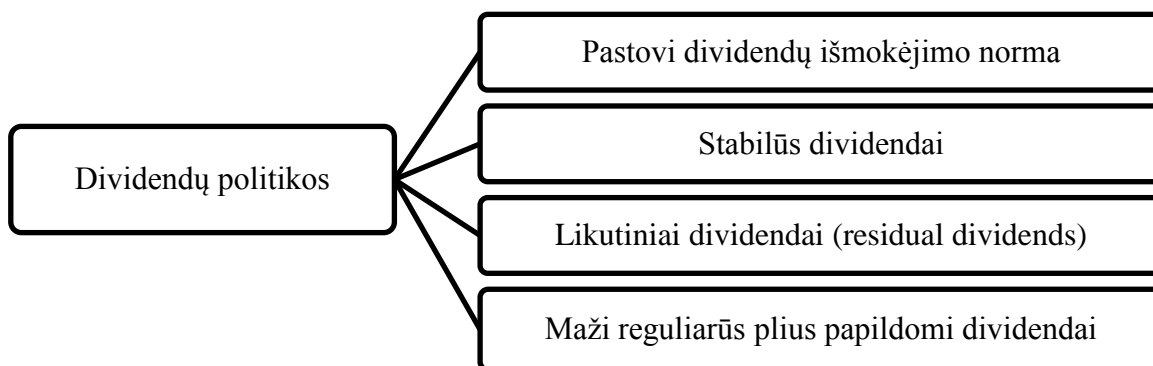 Dividendų politikos
Pastovi dividendų išmokėjimo norma
Stabilūs dividendai
Likutiniai dividendai (residual dividends)
Maži reguliarūs plius papildomi dividendai